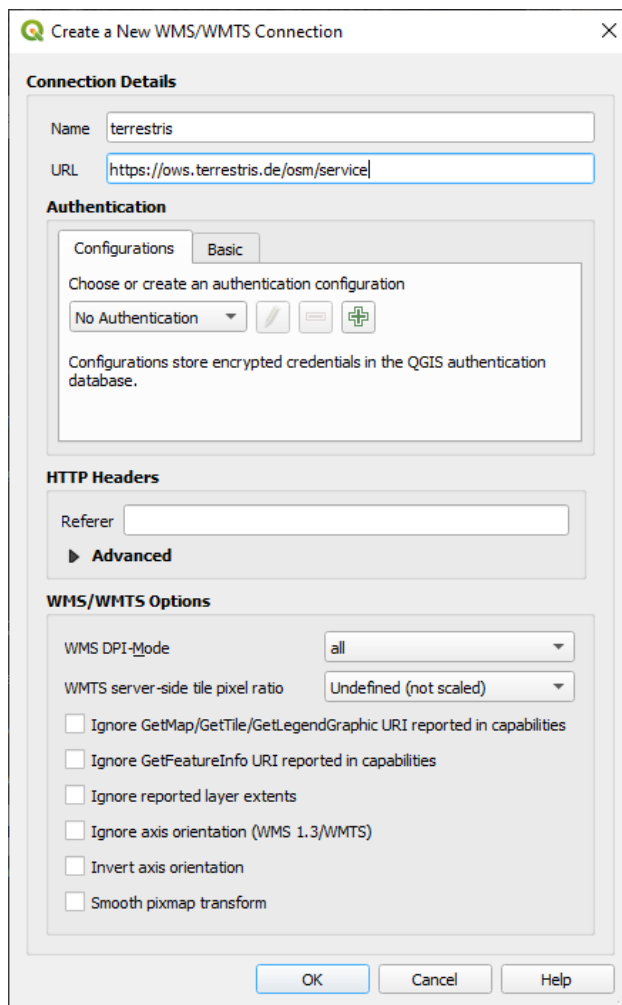 Create a New WMS/WMTS Connection
Connection Details
Name terrestris
URL https://ows.terrestris.de/osm/service
Authentication
Configurations Basic
Choose or create an authentication configuration
No Authentication
Configurations store encrypted credentials in the QGIS authentication
database.
HTTP Headers
Referer
Advanced
WMS/WMTS Options
WMS DPI-Mode all
WMTS server-side tile pixel ratio Undefined (not scaled)
Ignore GetMap/GetTile/GetLegendGraphic URI reported in capabilities
Ignore GetFeatureInfo URI reported in capabilities
Ignore reported layer extents
Ignore axis orientation (WMS 1.3/WMTS)
Invert axis orientation
Smooth pixmap transform
OK Cancel Help